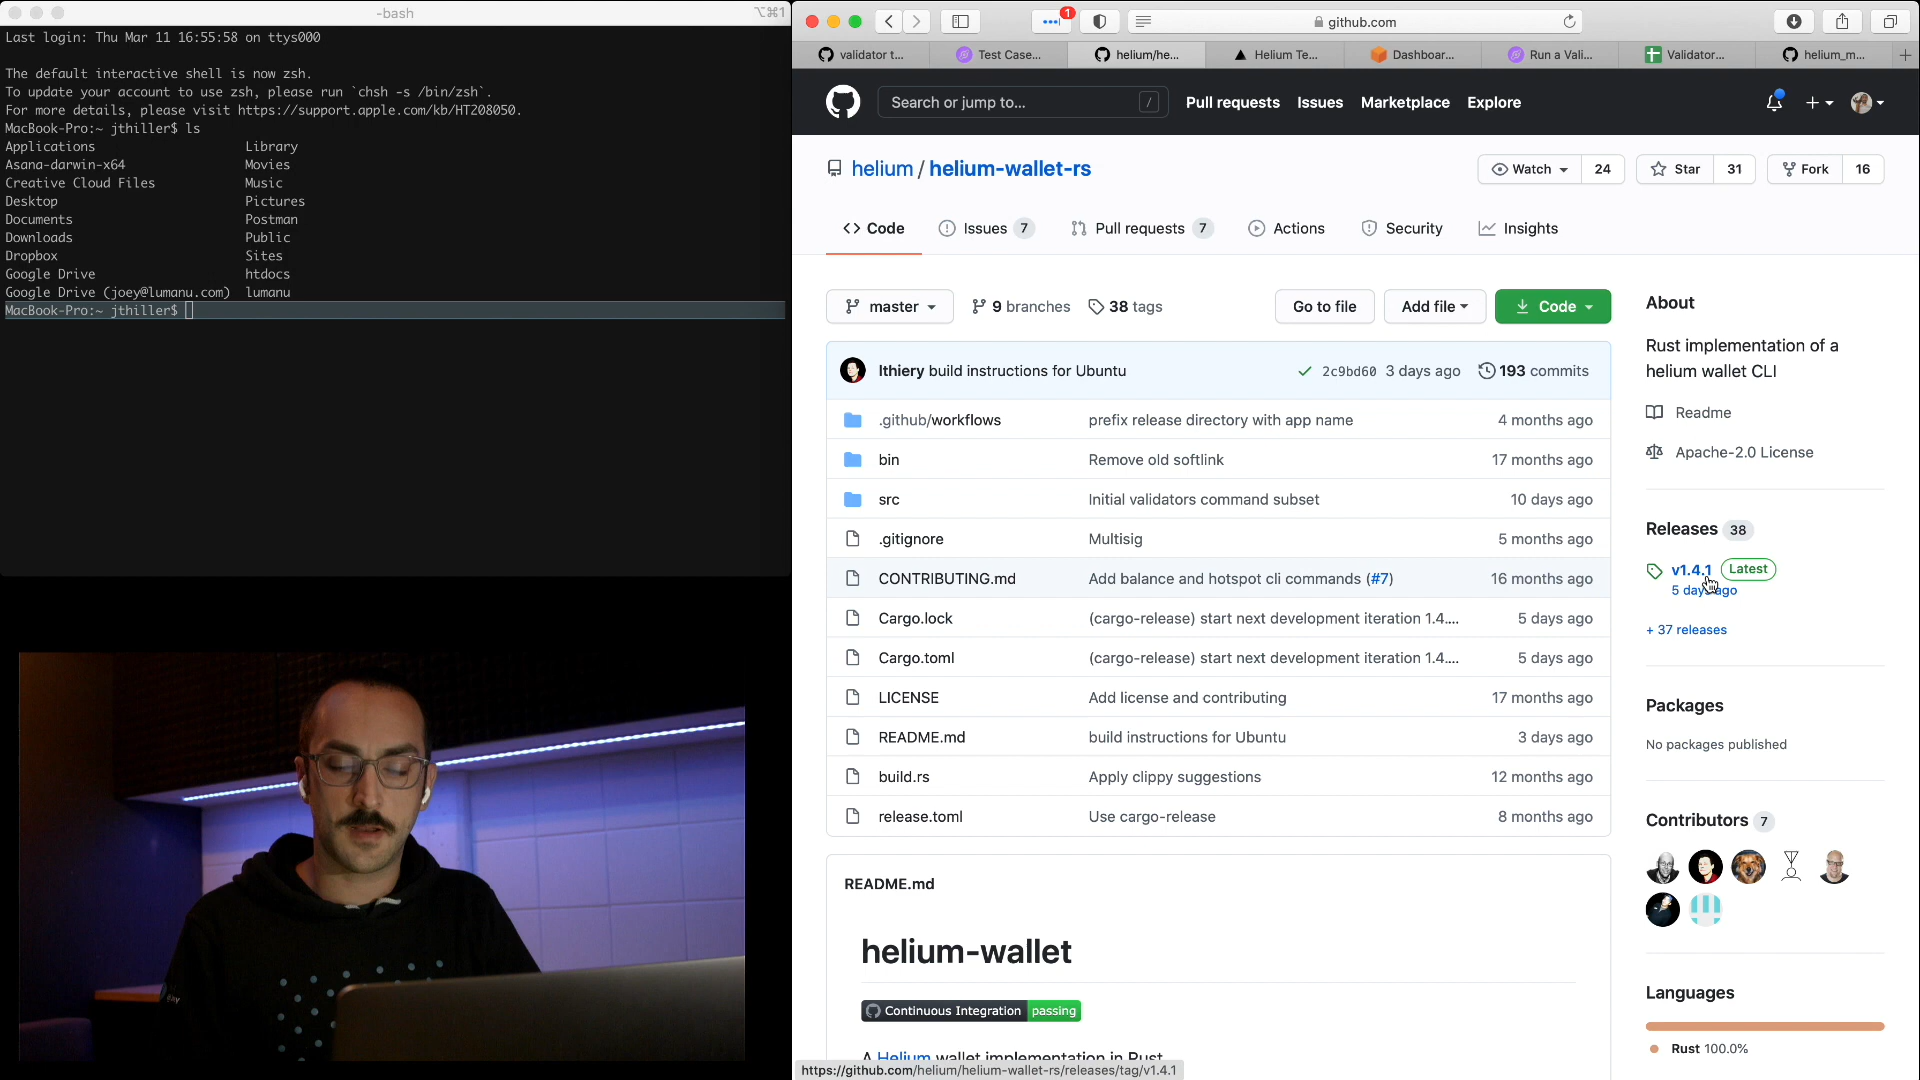 -bash
⌥⌘1
Last login: Thu Mar 11 16:55:58 on ttys000
The default interactive shell is now zsh.
To update your account to use zsh, please run `chsh -s /bin/zsh`.
For more details, please visit https://support.apple.com/kb/HT208050.
MacBook-Pro:~ jthiller$ ls
Applications Library
Asana-darwin-x64 Movies
Creative Cloud Files Music
Desktop Pictures
Documents Postman
Downloads Public
Dropbox Sites
Google Drive htdocs
Google Drive (joey@lumanu.com) lumanu
MacBook-Pro:~ jthiller$
1
github.com
validator t...
Test Case...
helium/he...
Helium Te...
Dashboar...
Run a Vali...
Validator...
helium_m...
Search or jump to... /
Pull requests Issues Marketplace Explore
helium / helium-wallet-rs
Watch 24
Star 31
Fork 16
Code
Issues 7
Pull requests 7
Actions
Security
Insights
master
9 branches
38 tags
Go to file
Add file
Code
lthiery build instructions for Ubuntu 2c9bd60 3 days ago 193 commits
.github/workflows prefix release directory with app name 4 months ago
bin Remove old softlink 17 months ago
src Initial validators command subset 10 days ago
.gitignore Multisig 5 months ago
CONTRIBUTING.md Add balance and hotspot cli commands (#7) 16 months ago
Cargo.lock (cargo-release) start next development iteration 1.4.... 5 days ago
Cargo.toml (cargo-release) start next development iteration 1.4.... 5 days ago
LICENSE Add license and contributing 17 months ago
README.md build instructions for Ubuntu 3 days ago
build.rs Apply clippy suggestions 12 months ago
release.toml Use cargo-release 8 months ago
README.md
helium-wallet
Continuous Integration passing
A Helium wallet implementation in Rust
https://github.com/helium/helium-wallet-rs/releases/tag/v1.4.1
About
Rust implementation of a
helium wallet CLI
Readme
Apache-2.0 License
Releases 38
v1.4.1 Latest
5 days ago
+ 37 releases
Packages
No packages published
Contributors 7
Languages
Rust 100.0%